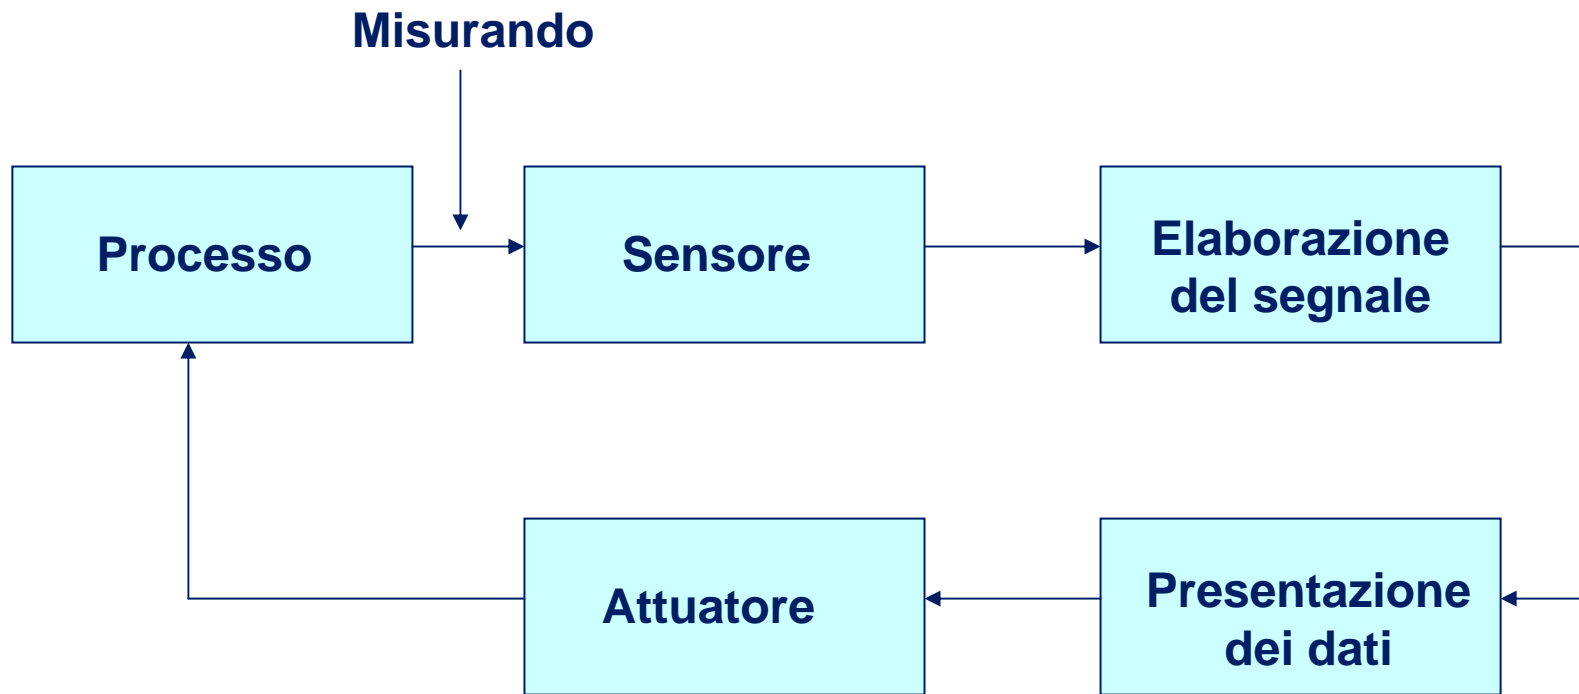 Misurando
Processo
Sensore
Elaborazione
del segnale
Attuatore
Presentazione
dei dati